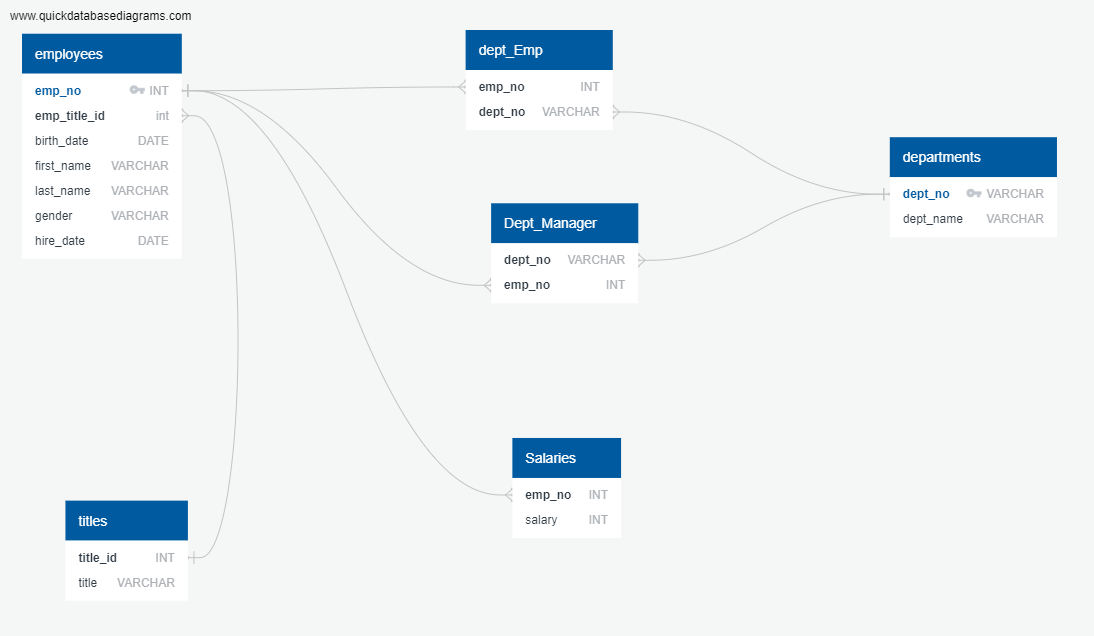 www.quickdatabasediagrams.com
employees
emp_no INT
emp_title_id int
birth_date DATE
first_name VARCHAR
last_name VARCHAR
gender VARCHAR
hire_date DATE
dept_Emp
emp_no INT
dept_no VARCHAR
departments
dept_no VARCHAR
dept_name VARCHAR
Dept_Manager
dept_no VARCHAR
emp_no INT
Salaries
emp_no INT
salary INT
titles
title_id INT
title VARCHAR